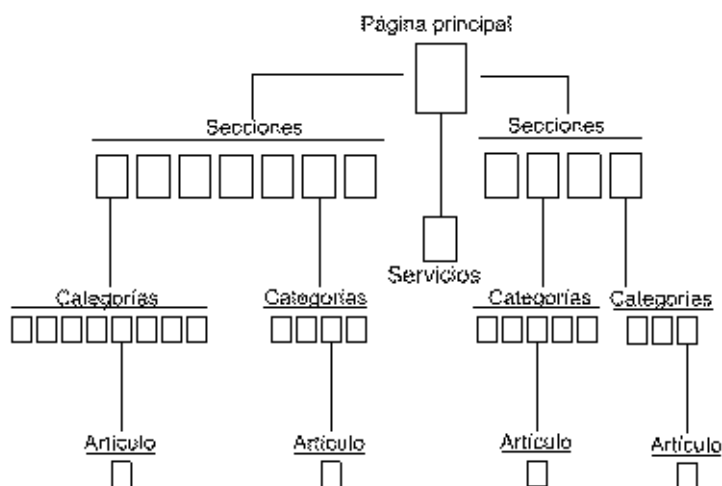 Página principal
Secciones
Secciones
Servicios
Categorías
Categorías
Categorías
Categorías
Artículo
Artículo
Artículo
Artículo